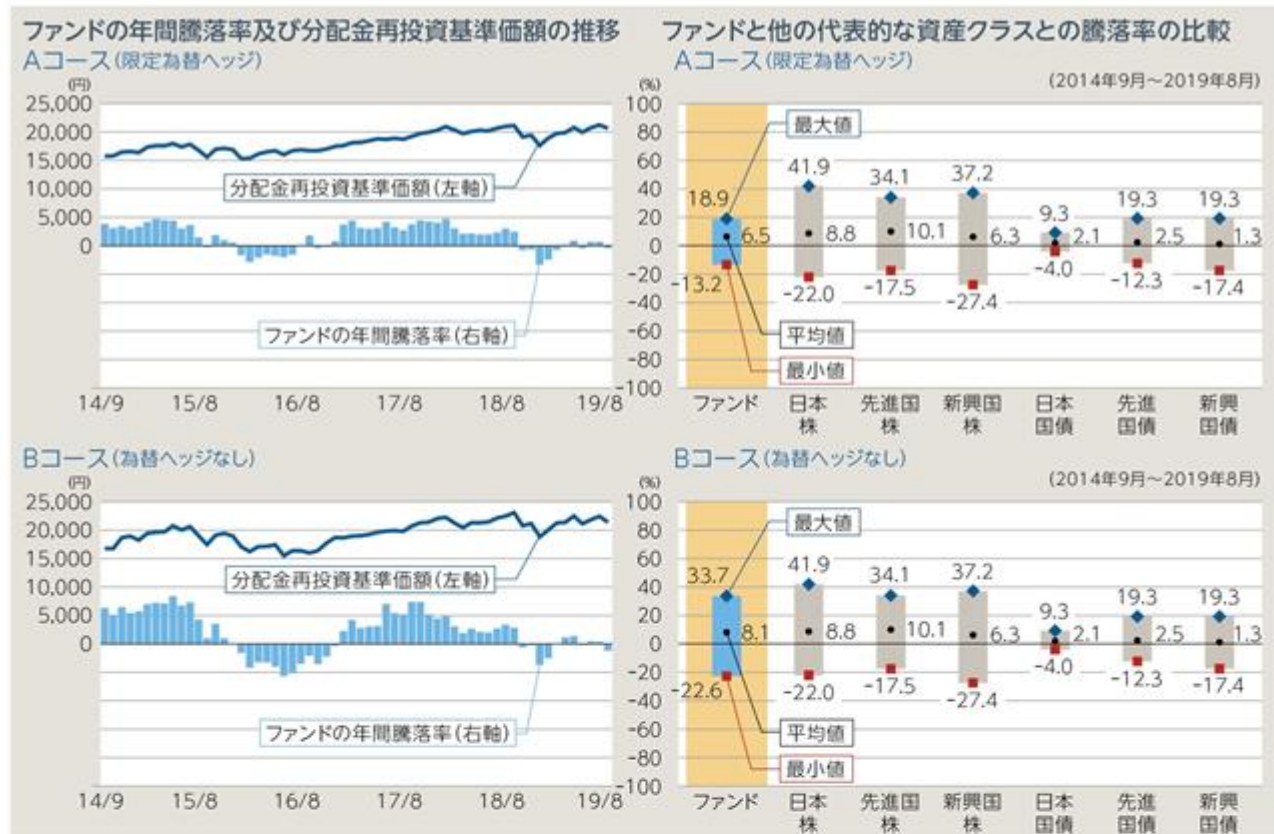 ファンドの年間騰落率及び分配金再投資基準価額の推移
Aコース(限定為替ヘッジ)
(円)
25,000
20,000
15,000
10,000
5,000
0
分配金再投資基準価額(左軸)
ファンドの年間騰落率(右軸)
14/9 15/8 16/8 17/8 18/8 19/8
ファンドと他の代表的な資産クラスとの騰落率の比較
Aコース(限定為替ヘッジ)
(2014年9月～2019年8月)
(%)
100
80
60
40
20
0
-20
-40
-60
-80
-100
最大値
平均値
最小値
18.9 41.9 34.1 37.2 9.3 19.3 19.3
6.5 8.8 10.1 6.3 2.1 2.5 1.3
-13.2 -22.0 -17.5 -27.4 -4.0 -12.3 -17.4
ファンド 日本株 先進国株 新興国株 日本国債 先進国債 新興国債
Bコース(為替ヘッジなし)
(円)
25,000
20,000
15,000
10,000
5,000
0
分配金再投資基準価額(左軸)
ファンドの年間騰落率(右軸)
14/9 15/8 16/8 17/8 18/8 19/8
Bコース(為替ヘッジなし)
(2014年9月～2019年8月)
(%)
100
80
60
40
20
0
-20
-40
-60
-80
-100
最大値
平均値
最小値
33.7 41.9 34.1 37.2 9.3 19.3 19.3
8.1 8.8 10.1 6.3 2.1 2.5 1.3
-22.6 -22.0 -17.5 -27.4 -4.0 -12.3 -17.4
ファンド 日本株 先進国株 新興国株 日本国債 先進国債 新興国債